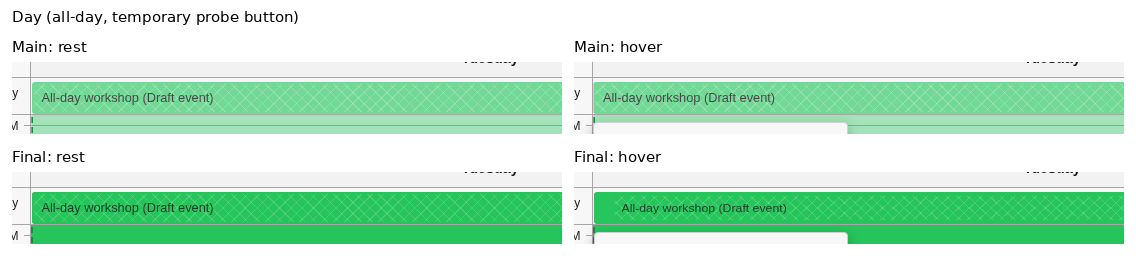 Day (all-day, temporary probe button)
Main: rest
Main: hover
y
All-day workshop (Draft event)
M
y
All-day workshop (Draft event)
M
Final: rest
Final: hover
y
All-day workshop (Draft event)
M
y
All-day workshop (Draft event)
M